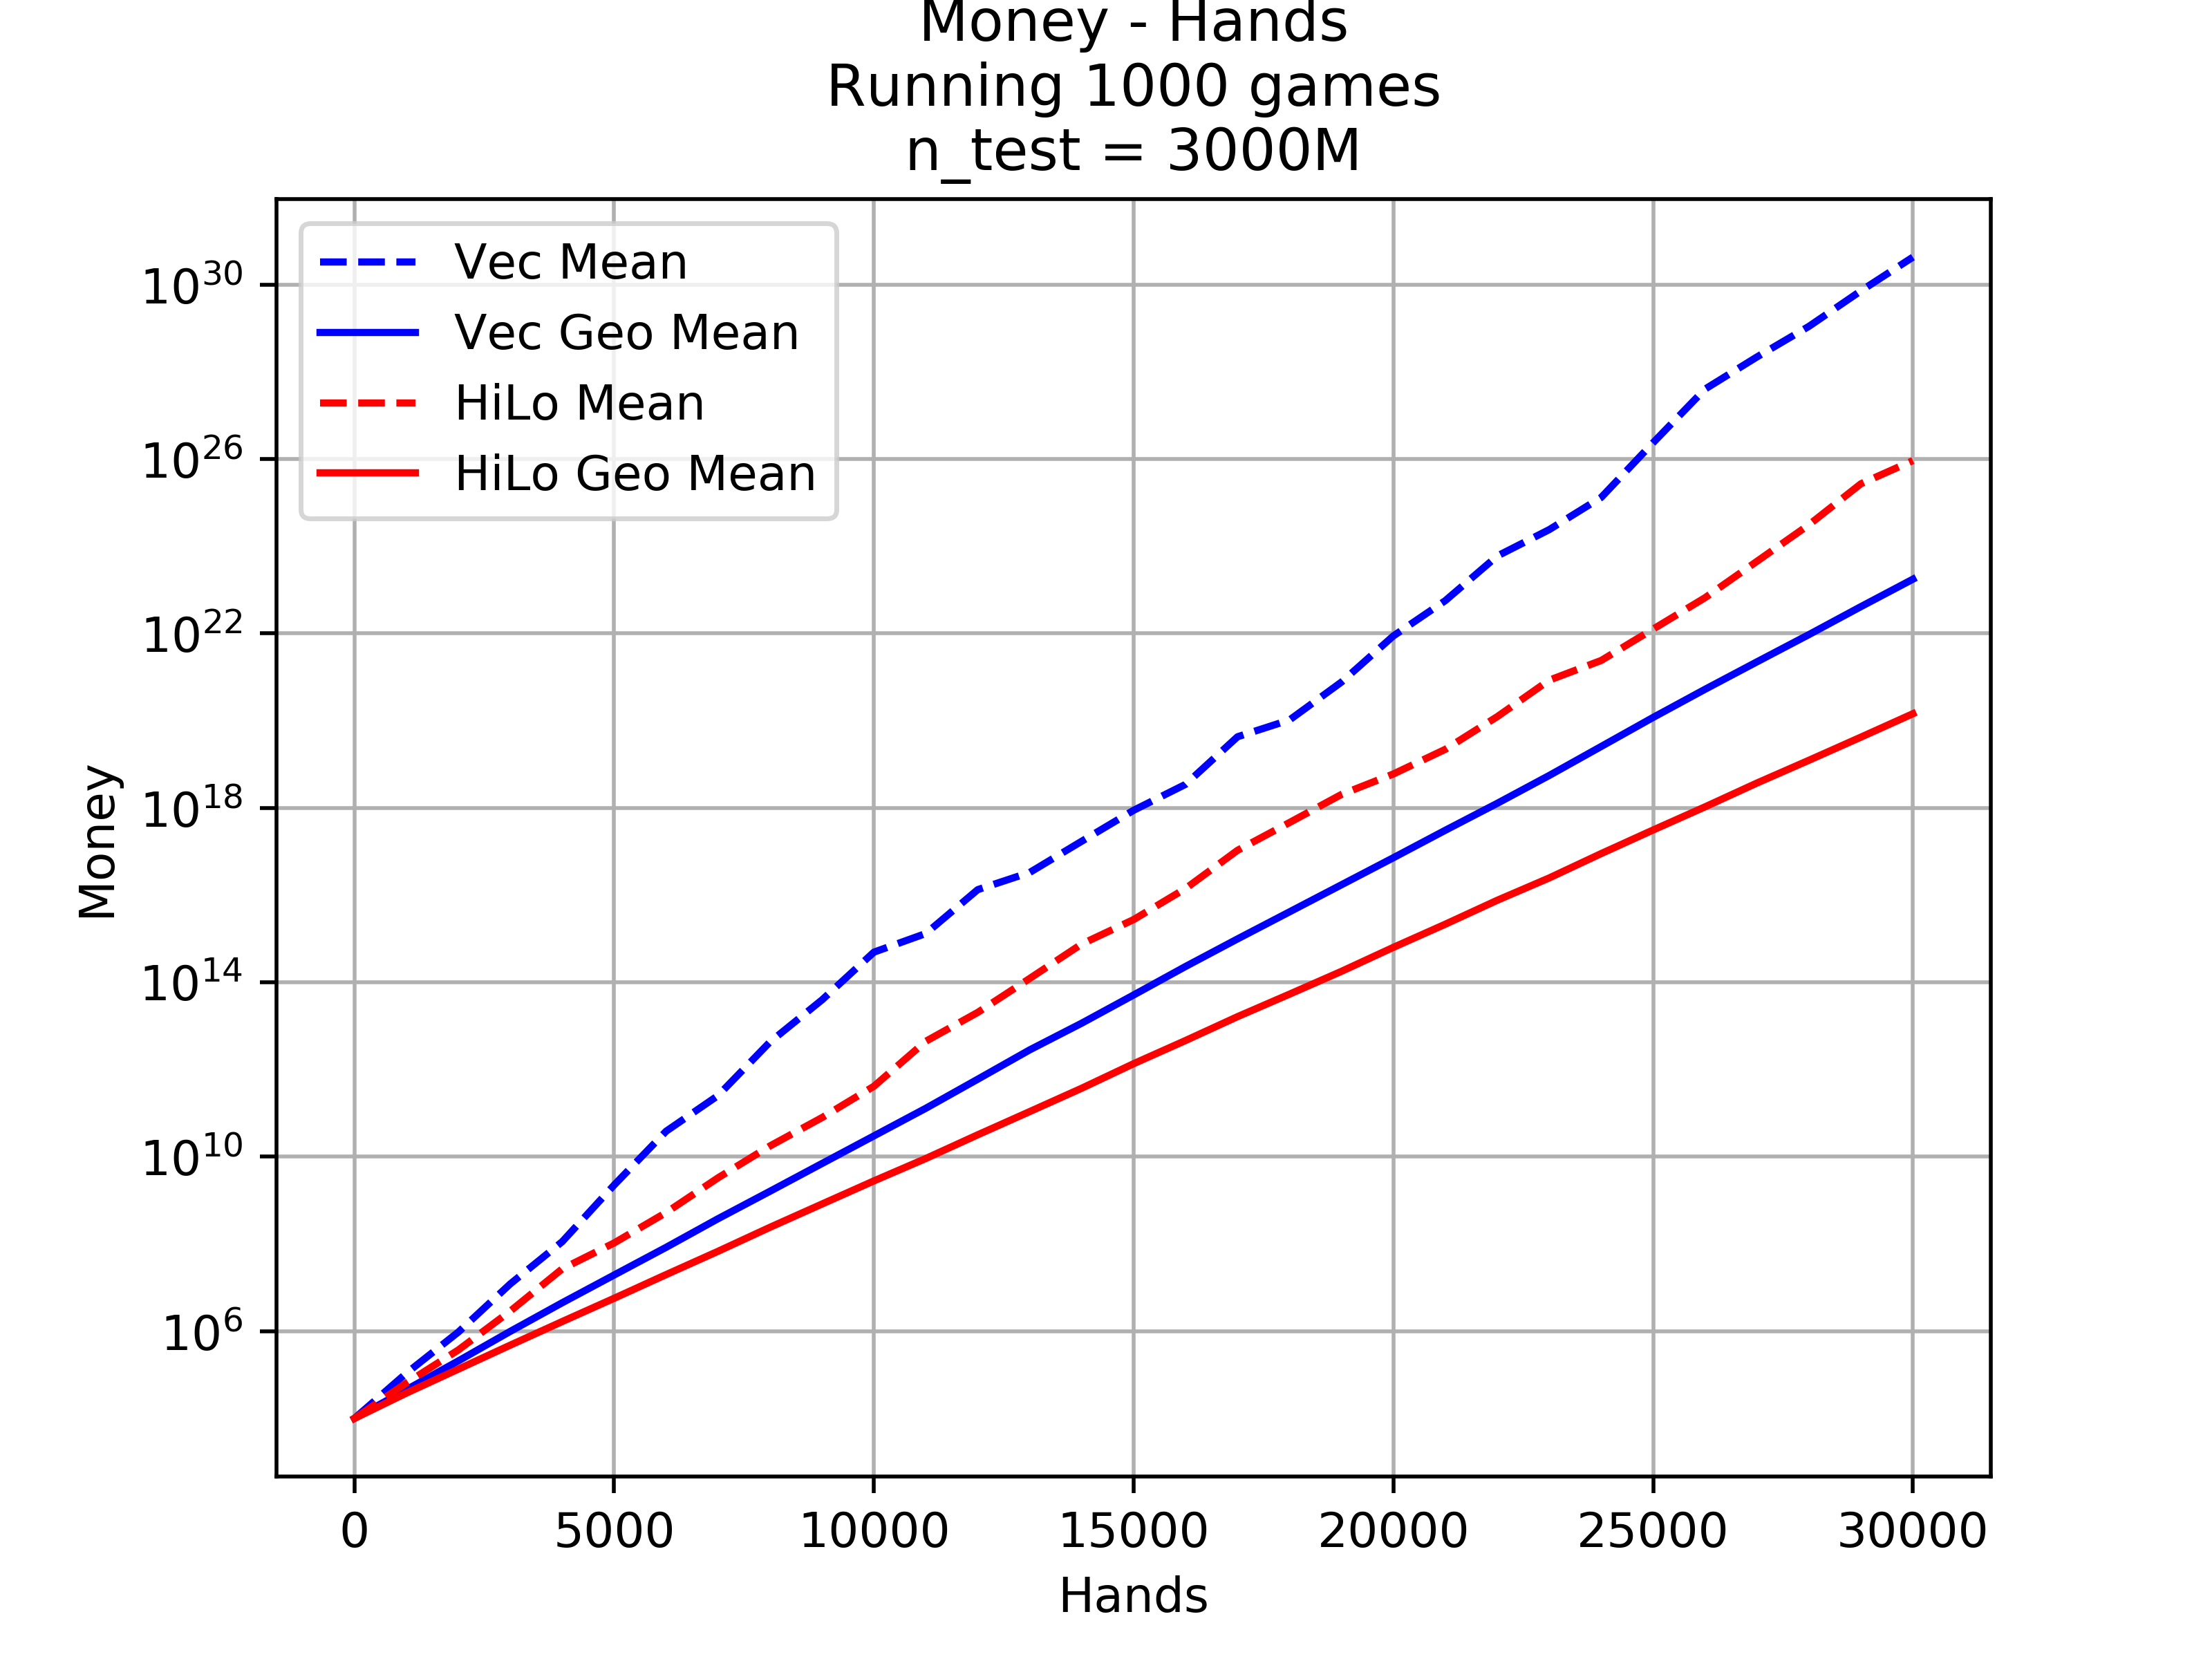 Money - Hands
Running 1000 games
n_test = 3000M
Vec Mean
Vec Geo Mean
HiLo Mean
HiLo Geo Mean
10^30
10^26
10^22
10^18
10^14
10^10
10^6
Money
0 5000 10000 15000 20000 25000 30000
Hands